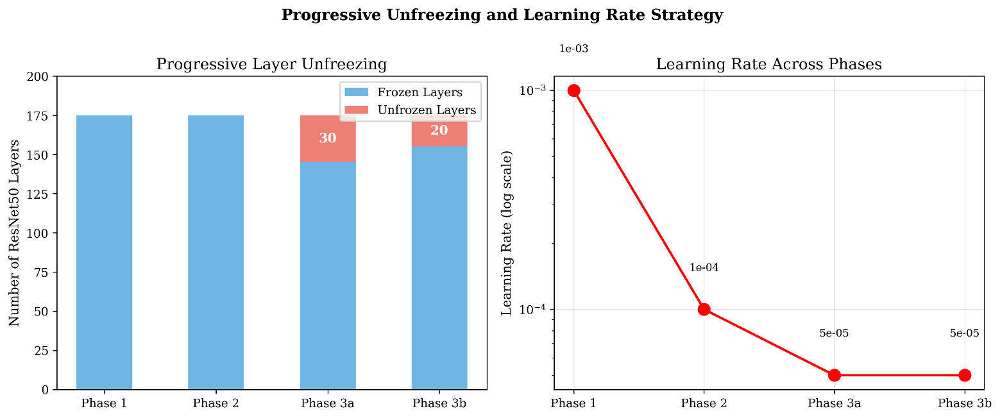 Progressive Unfreezing and Learning Rate Strategy
Progressive Layer Unfreezing
Number of ResNet50 Layers
200
175
150
125
100
75
50
25
0
Frozen Layers
Unfrozen Layers
30
20
Phase 1
Phase 2
Phase 3a
Phase 3b
1e-03
Learning Rate Across Phases
Learning Rate (log scale)
10⁻³
10⁻⁴
1e-04
5e-05
5e-05
Phase 1
Phase 2
Phase 3a
Phase 3b